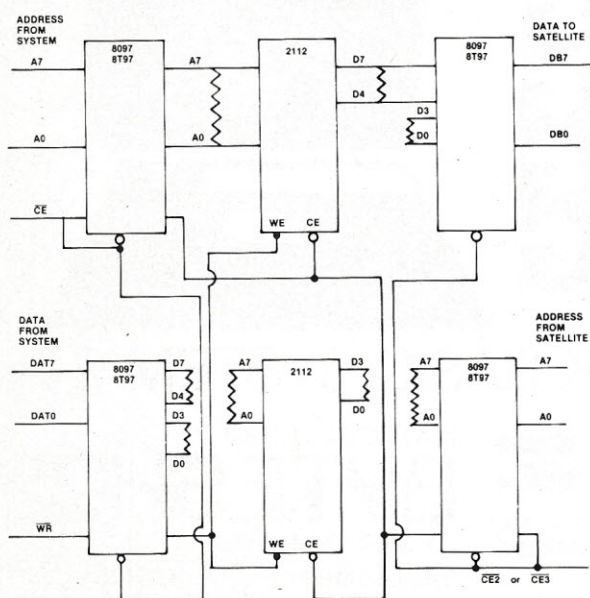 ADDRESS
FROM
SYSTEM
A7
A0
CE
8097
8T97
A7
A0
2112
WE
CE
D7
D4
D3
D0
8097
8T97
DATA TO
SATELLITE
DB7
DB0
DATA
FROM
SYSTEM
DAT7
DAT0
WR
8097
8T97
D7
D4
D3
D0
A7
A0
2112
WE
CE
D3
D0
A7
A0
8097
8T97
ADDRESS
FROM
SATELLITE
A7
A0
CE2 or CE3